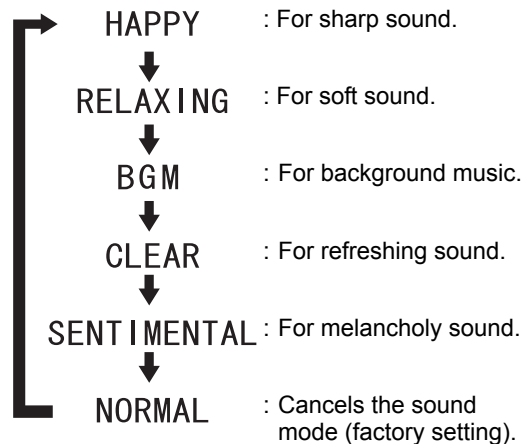 HAPPY : For sharp sound.
RELAXING : For soft sound.
BGM : For background music.
CLEAR : For refreshing sound.
SENTIMENTAL : For melancholy sound.
NORMAL : Cancels the sound
mode (factory setting).